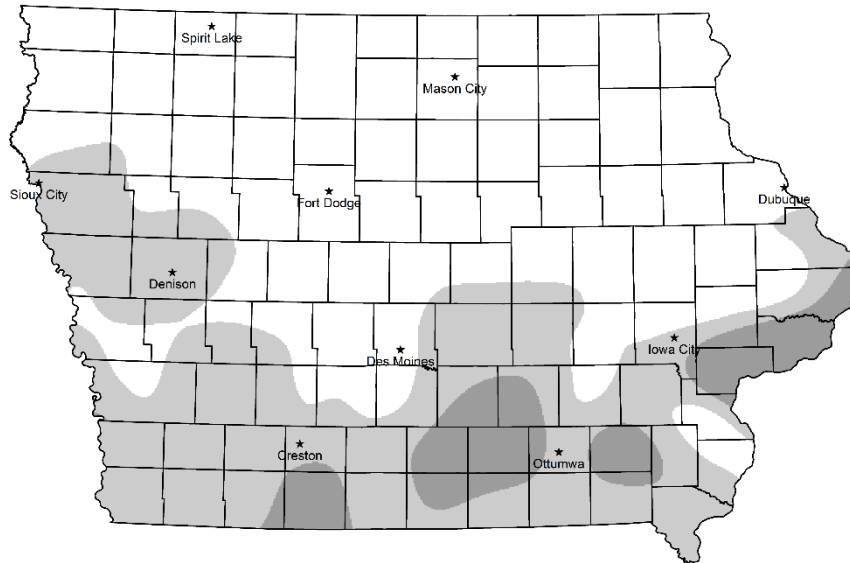 Spirit Lake
Mason City
Sioux City
Fort Dodge
Dubuque
Denison
Des Moines
Iowa City
Creston
Ottumwa